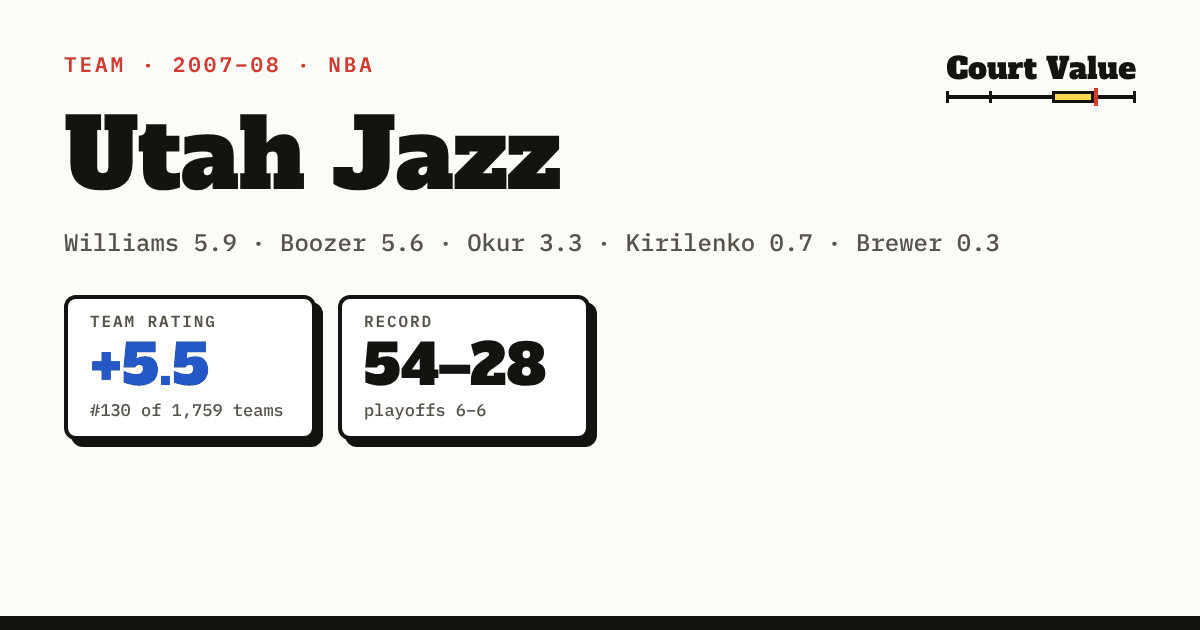 TEAM · 2007–08 · NBA
Court Value
Utah Jazz
Williams 5.9 · Boozer 5.6 · Okur 3.3 · Kirilenko 0.7 · Brewer 0.3
TEAM RATING
+5.5
#130 of 1,759 teams
RECORD
54–28
playoffs 6–6